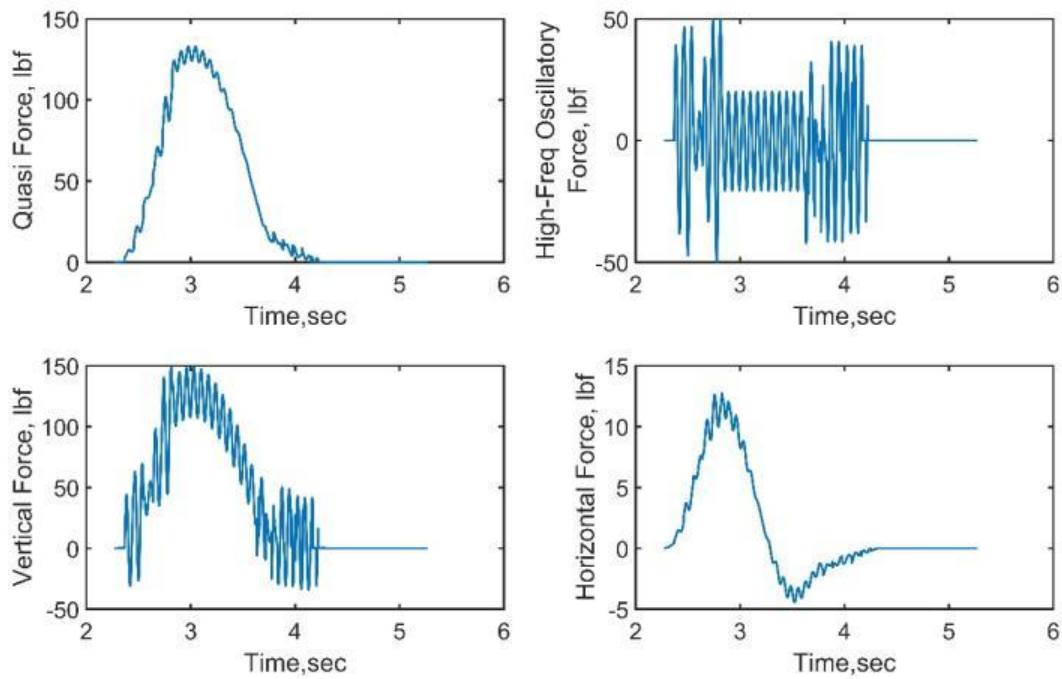 150
100
50
0
Quasi Force, lbf
2 3 4 5 6
Time,sec
50
0
-50
High-Freq Oscillatory
Force, lbf
2 3 4 5 6
Time,sec
150
100
50
0
-50
Vertical Force, lbf
2 3 4 5 6
Time,sec
15
10
5
0
-5
Horizontal Force, lbf
2 3 4 5 6
Time,sec